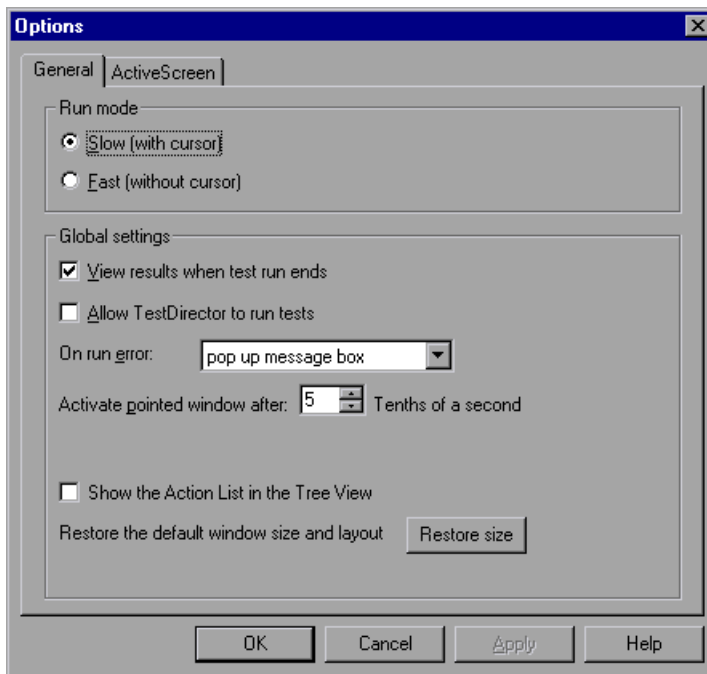 Options
General
ActiveScreen
Run mode
Slow (with cursor)
Fast (without cursor)
Global settings
View results when test run ends
Allow TestDirector to run tests
On run error: pop up message box
Activate pointed window after: 5 Tenths of a second
Show the Action List in the Tree View
Restore the default window size and layout Restore size
OK Cancel Apply Help